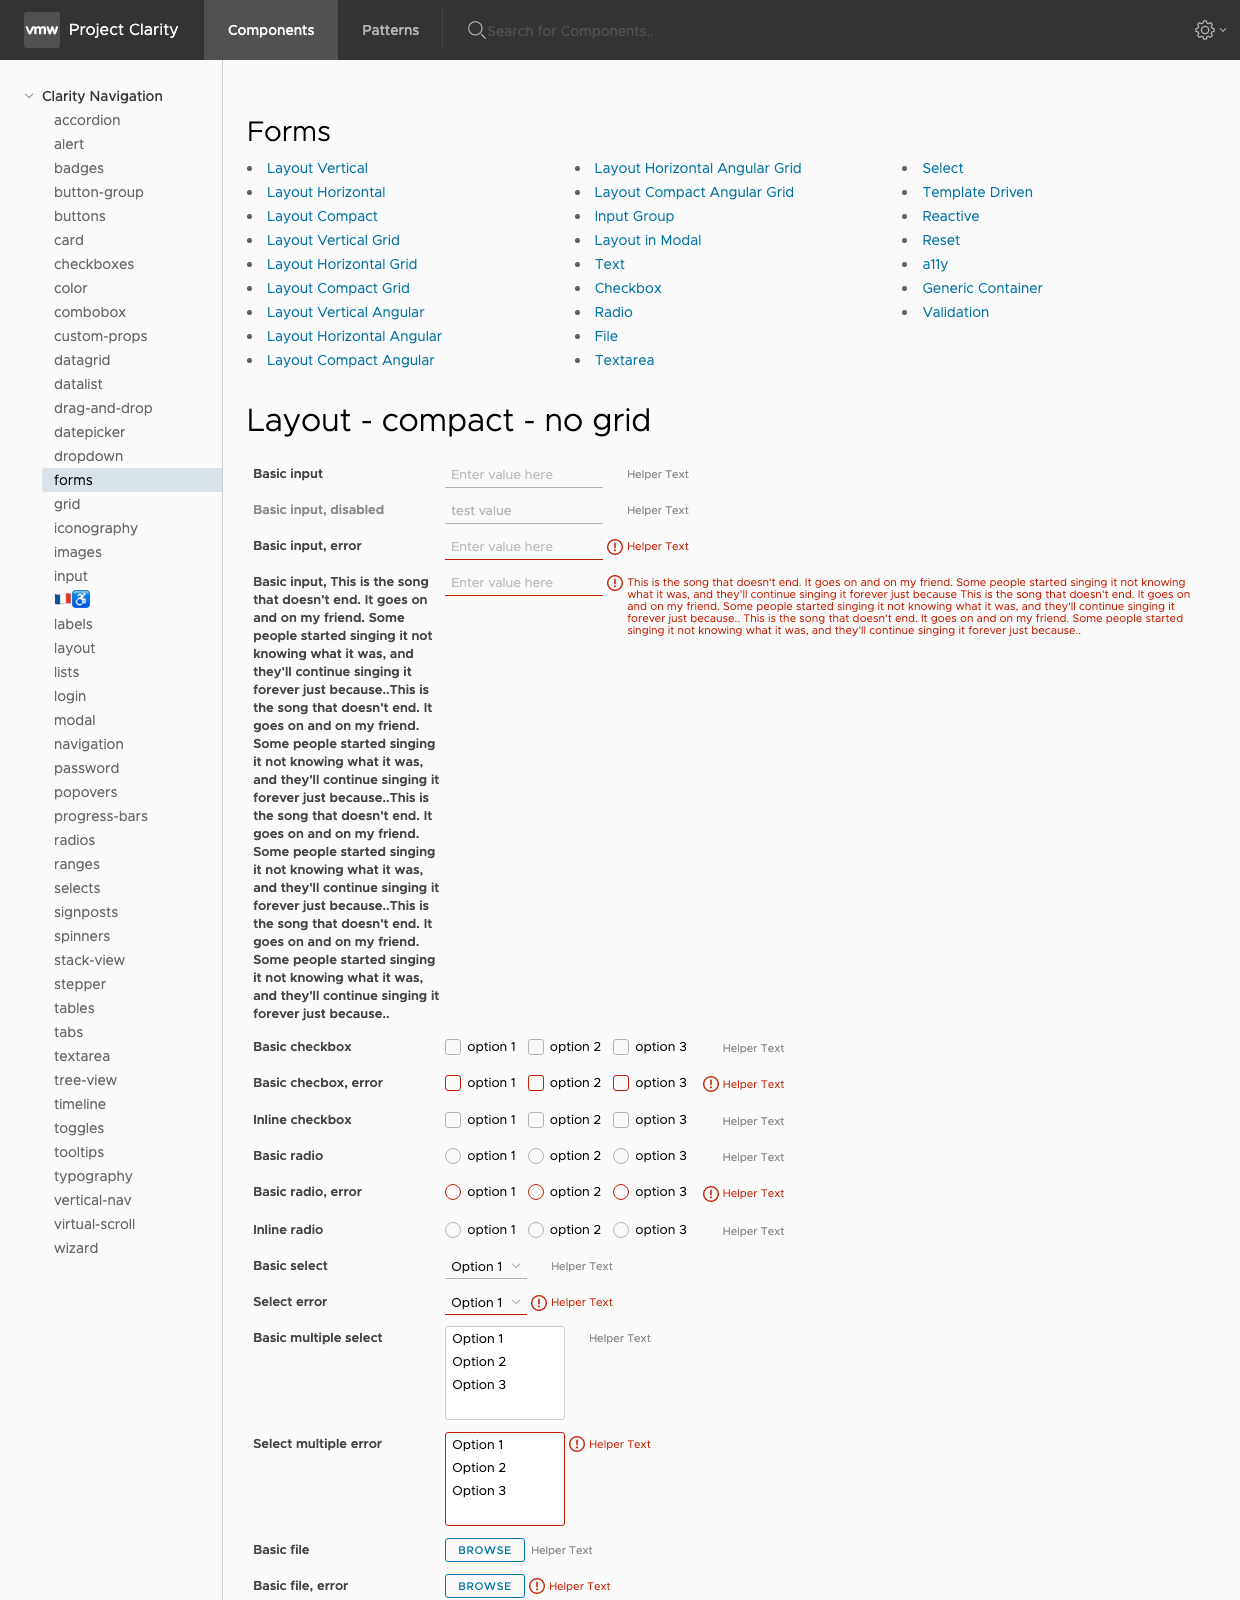 vmw Project Clarity
Components
Patterns
Search for Components..
Clarity Navigation
accordion
alert
badges
button-group
buttons
card
checkboxes
color
combobox
custom-props
datagrid
datalist
drag-and-drop
datepicker
dropdown
forms
grid
iconography
images
input
🇫🇷♿
labels
layout
lists
login
modal
navigation
password
popovers
progress-bars
radios
ranges
selects
signposts
spinners
stack-view
stepper
tables
tabs
textarea
tree-view
timeline
toggles
tooltips
typography
vertical-nav
virtual-scroll
wizard
Forms
Layout Vertical
Layout Horizontal
Layout Compact
Layout Vertical Grid
Layout Horizontal Grid
Layout Compact Grid
Layout Vertical Angular
Layout Horizontal Angular
Layout Compact Angular
Layout Horizontal Angular Grid
Layout Compact Angular Grid
Input Group
Layout in Modal
Text
Checkbox
Radio
File
Textarea
Select
Template Driven
Reactive
Reset
a11y
Generic Container
Validation
Layout - compact - no grid
Basic input Enter value here Helper Text
Basic input, disabled test value Helper Text
Basic input, error Enter value here Helper Text
Basic input, This is the song
that doesn't end. It goes on
and on my friend. Some
people started singing it not
knowing what it was, and
they'll continue singing it
forever just because..This is
the song that doesn't end. It
goes on and on my friend.
Some people started singing
it not knowing what it was,
and they'll continue singing it
forever just because..This is
the song that doesn't end. It
goes on and on my friend.
Some people started singing
it not knowing what it was,
and they'll continue singing it
forever just because..This is
the song that doesn't end. It
goes on and on my friend.
Some people started singing
it not knowing what it was,
and they'll continue singing it
forever just because..
Enter value here
This is the song that doesn't end. It goes on and on my friend. Some people started singing it not knowing
what it was, and they'll continue singing it forever just because This is the song that doesn't end. It goes on
and on my friend. Some people started singing it not knowing what it was, and they'll continue singing it
forever just because.. This is the song that doesn't end. It goes on and on my friend. Some people started
singing it not knowing what it was, and they'll continue singing it forever just because..
Basic checkbox option 1 option 2 option 3 Helper Text
Basic checbox, error option 1 option 2 option 3 Helper Text
Inline checkbox option 1 option 2 option 3 Helper Text
Basic radio option 1 option 2 option 3 Helper Text
Basic radio, error option 1 option 2 option 3 Helper Text
Inline radio option 1 option 2 option 3 Helper Text
Basic select Option 1 Helper Text
Select error Option 1 Helper Text
Basic multiple select Option 1 Helper Text
Option 2
Option 3
Select multiple error Option 1 Helper Text
Option 2
Option 3
Basic file BROWSE Helper Text
Basic file, error BROWSE Helper Text